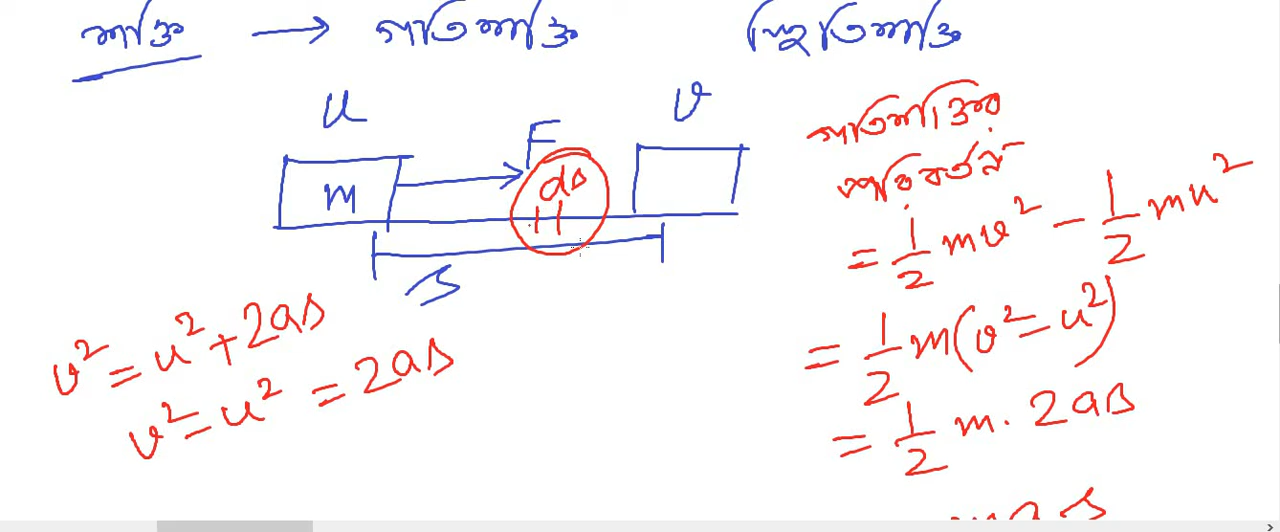 শক্তি → গতিশক্তি স্থিতিশক্তি
u F v
m ds
s
v² = u² + 2as
v² - u² = 2as
গতিশক্তির
পরিবর্তন
= 1/2 mv² - 1/2 mu²
= 1/2 m(v² - u²)
= 1/2 m. 2as